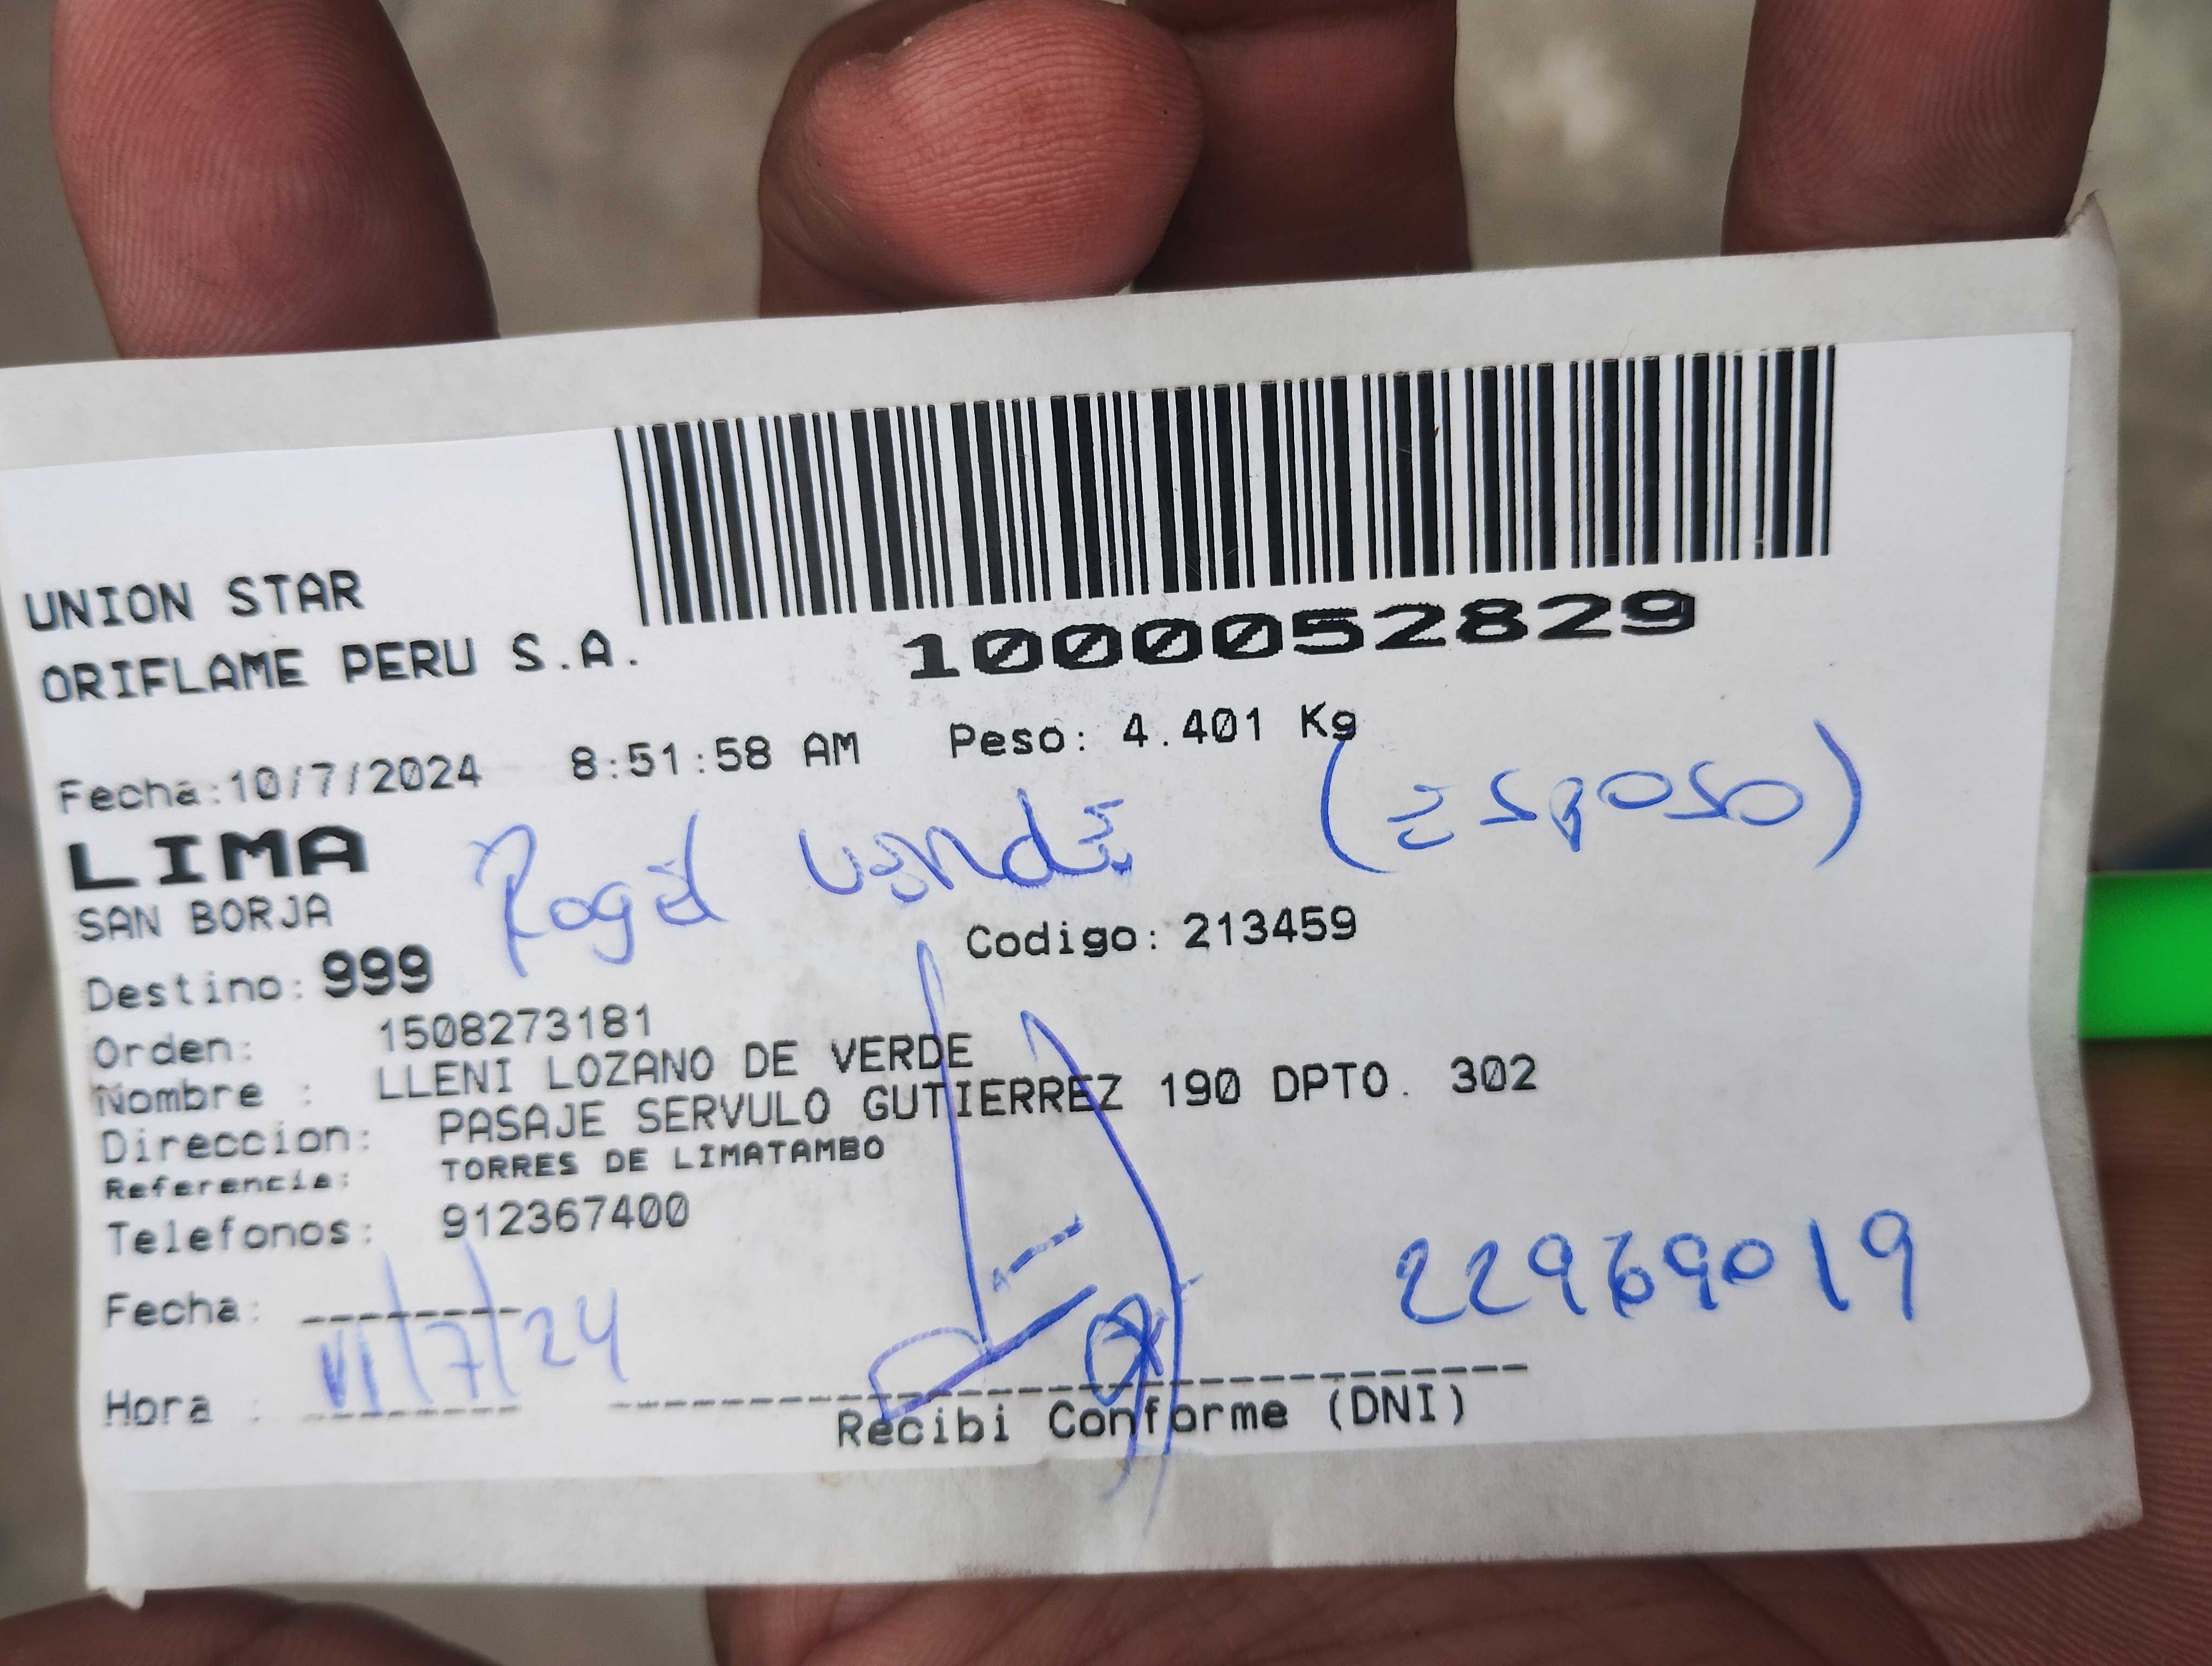 UNION STAR
ORIFLAME PERU S.A.
1000052829
Fecha:10/7/2024 8:51:58 AM Peso: 4.401 Kg
LIMA
(Esposo)
SAN BORJA
Codigo: 213459
Destino: 999
Orden: 1508273181
Nombre : LLENI LOZANO DE VERDE
Direccion: PASAJE SERVULO GUTIERREZ 190 DPTO. 302
Referencia: TORRES DE LIMATAMBO
Telefonos: 912367400
Fecha: 11/7/24
Hora :
Recibi Conforme (DNI)